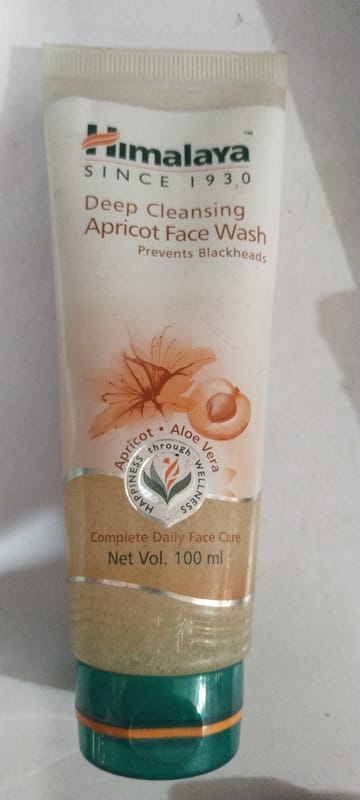 Himalaya™
SINCE 1930
Deep Cleansing
Apricot Face Wash
Prevents Blackheads
Apricot • Aloe Vera
HAPPINESS through WELLNESS
Complete Daily Face Care
Net Vol. 100 ml